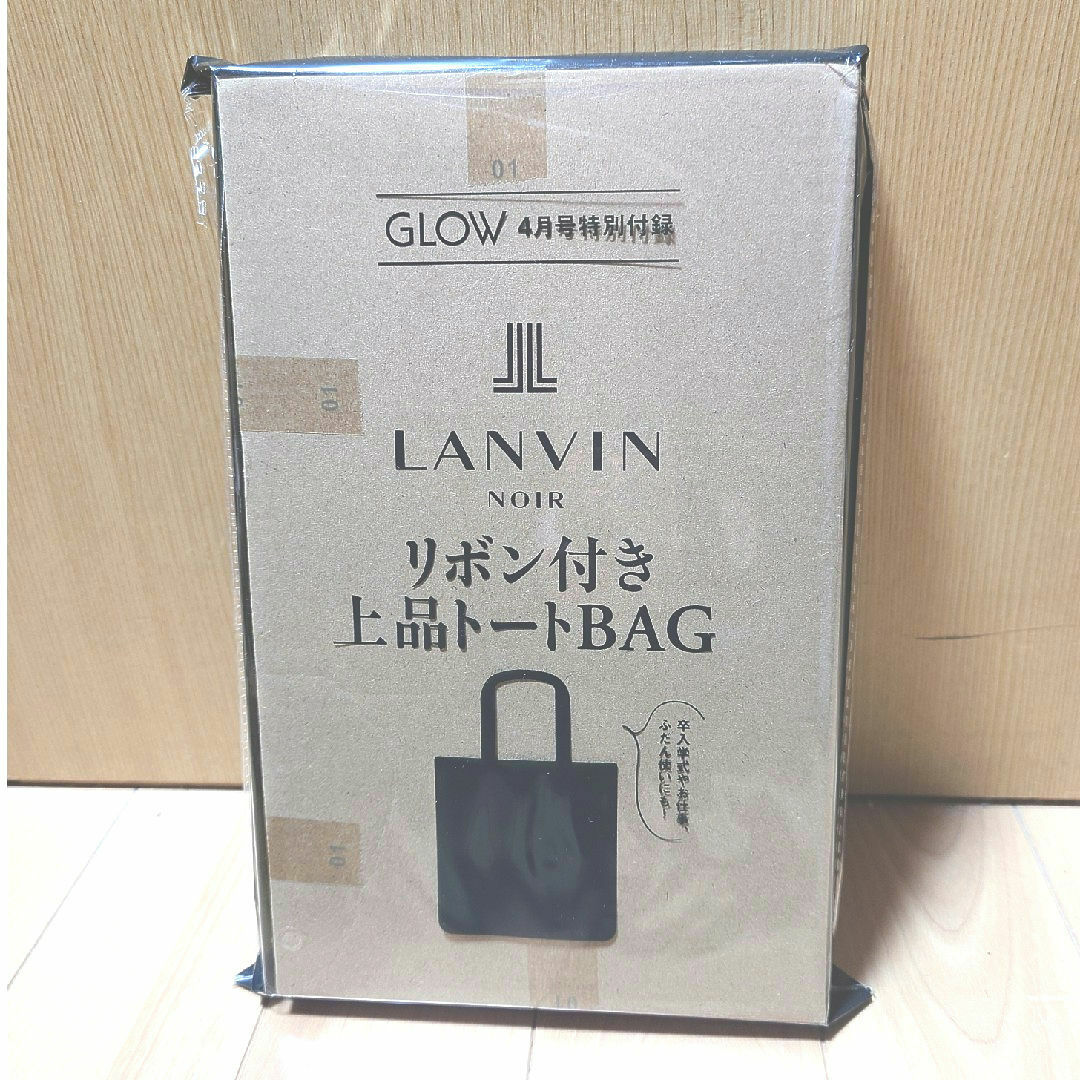 01
GLOW 4月号特別付録
01
LANVIN
NOIR
リボン付き
上品トートBAG
卒入学式やお仕事、
ふだん使いにも!
01
01